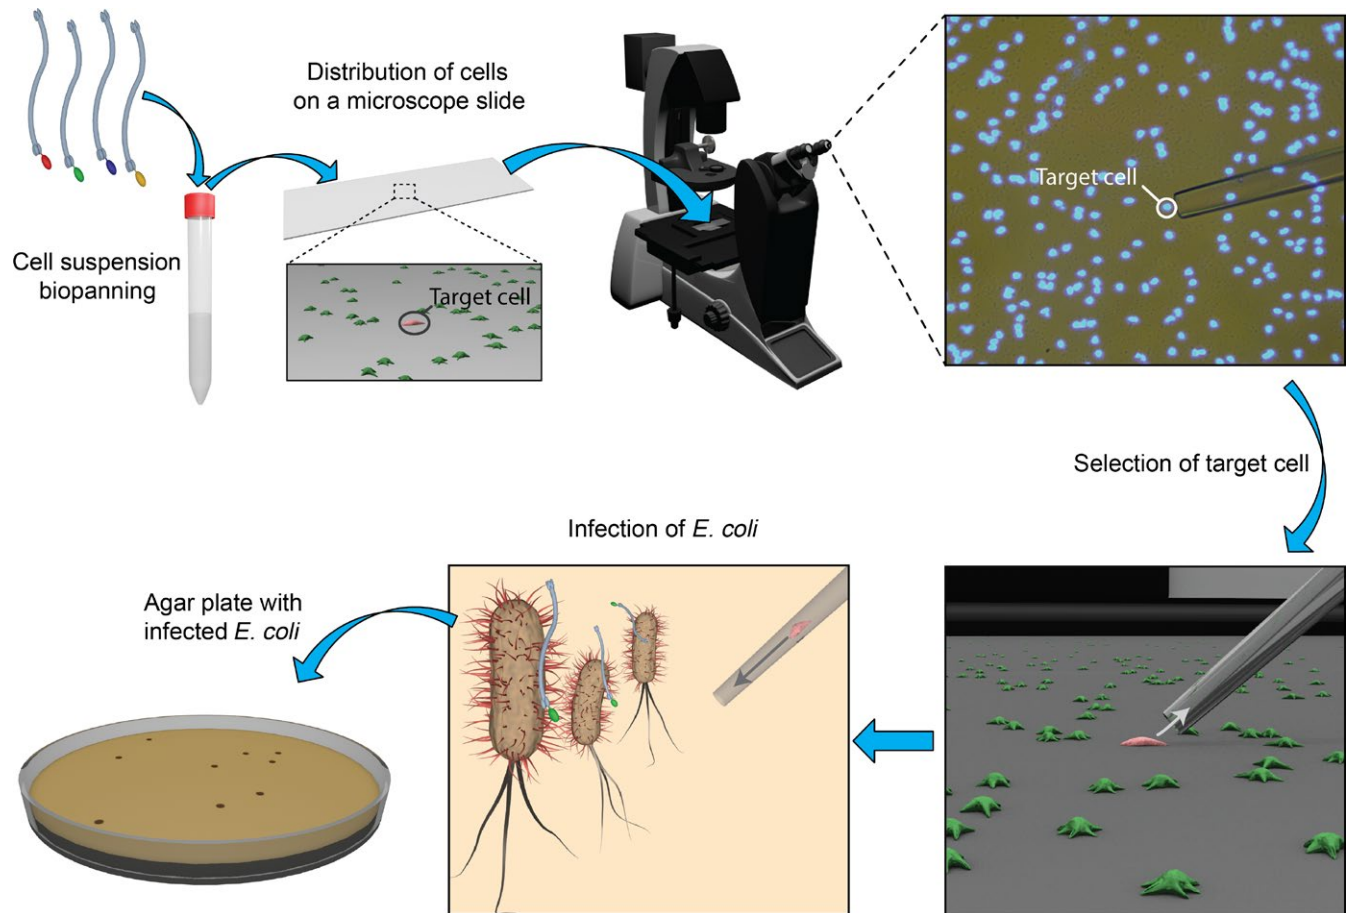 Distribution of cells
on a microscope slide
Cell suspension
biopanning
Target cell
Target cell
Selection of target cell
Infection of E. coli
Agar plate with
infected E. coli